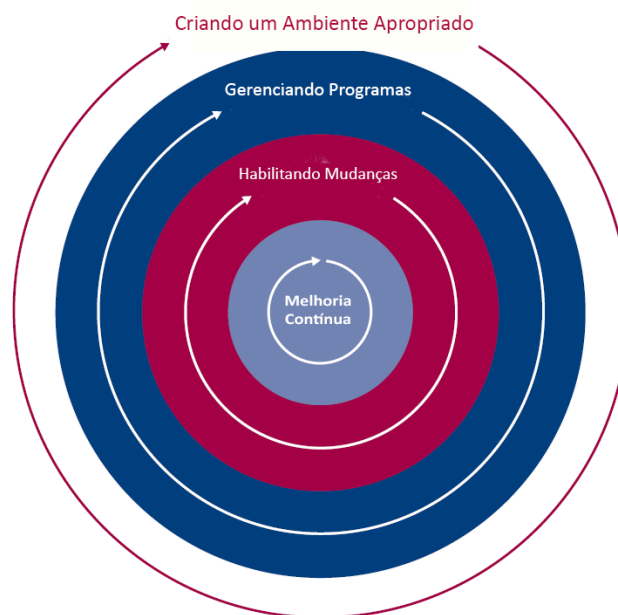 Criando um Ambiente Apropriado
Gerenciando Programas
Habilitando Mudanças
Melhoria
Contínua